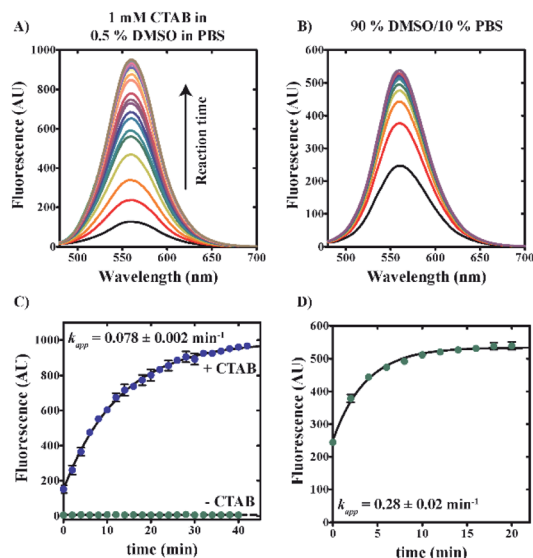 A)
1 mM CTAB in
0.5 % DMSO in PBS
B)
90 % DMSO/10 % PBS
Fluorescence (AU)
1000
800
600
400
200
0
Reaction time
500 550 600 650 700
Wavelength (nm)
Fluorescence (AU)
600
500
400
300
200
100
0
500 550 600 650 700
Wavelength (nm)
C)
Fluorescence (AU)
1000
800
600
400
200
0
k_app = 0.078 ± 0.002 min⁻¹
+ CTAB
- CTAB
0 10 20 30 40
time (min)
D)
Fluorescence (AU)
600
500
400
300
200
100
0
k_app = 0.28 ± 0.02 min⁻¹
0 5 10 15 20
time (min)